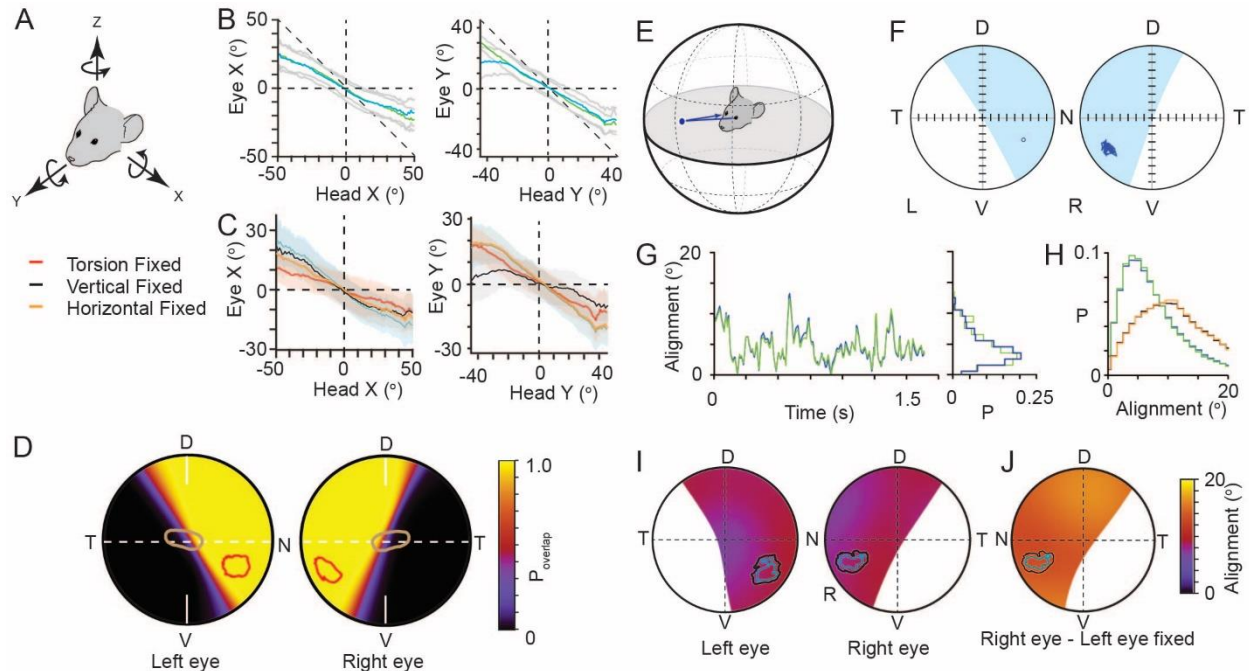 A
Z
Y
X
B
50
Eye X (°)
0
-50
-50
0
50
Head X (°)
40
Eye Y (°)
0
-40
-40
0
40
Head Y (°)
Torsion Fixed
Vertical Fixed
Horizontal Fixed
C
30
Eye X (°)
0
-30
-50
0
50
Head X (°)
30
Eye Y (°)
0
-30
-40
0
40
Head Y (°)
D
D
T
V
Left eye
D
N
T
V
Right eye
1.0
P overlap
0
E
F
D
T
N
L
V
D
T
R
V
G
20
Alignment (°)
0
0
Time (s)
1.5
0
P
0.25
H
0.1
P
0
0
10
20
Alignment (°)
I
D
T
N
V
Left eye
D
T
R
V
Right eye
J
D
N
T
V
Right eye - Left eye fixed
20
Alignment (°)
0